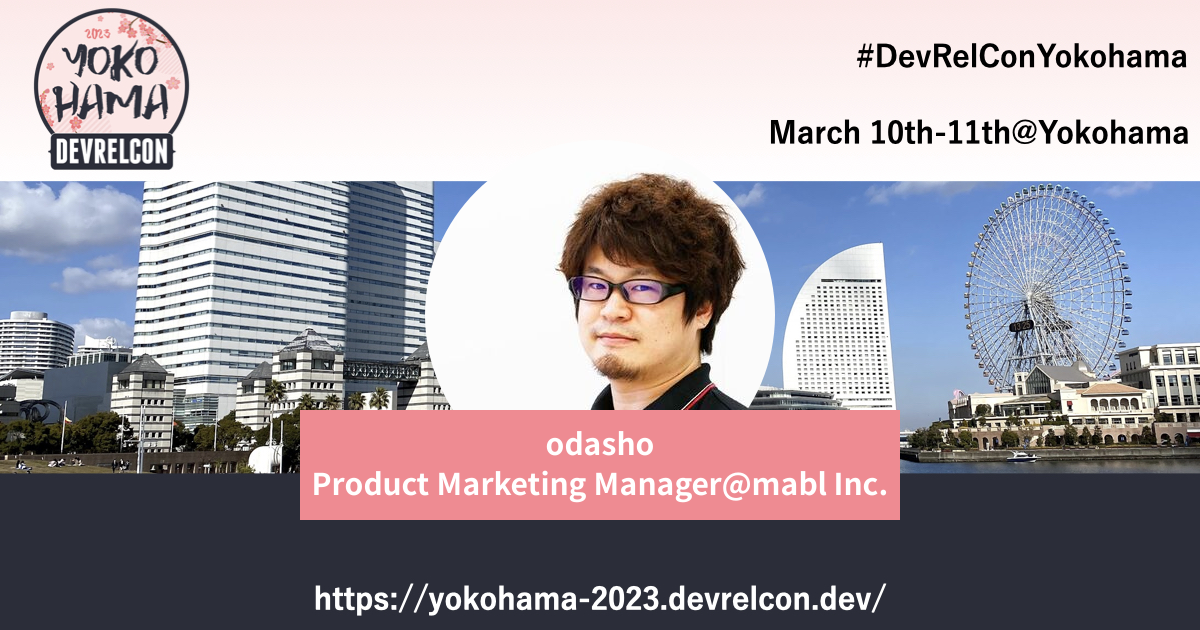 2023
YOKO
HAMA
DEVRELCON
#DevRelConYokohama
March 10th-11th@Yokohama
odasho
Product Marketing Manager@mabl Inc.
https://yokohama-2023.devrelcon.dev/